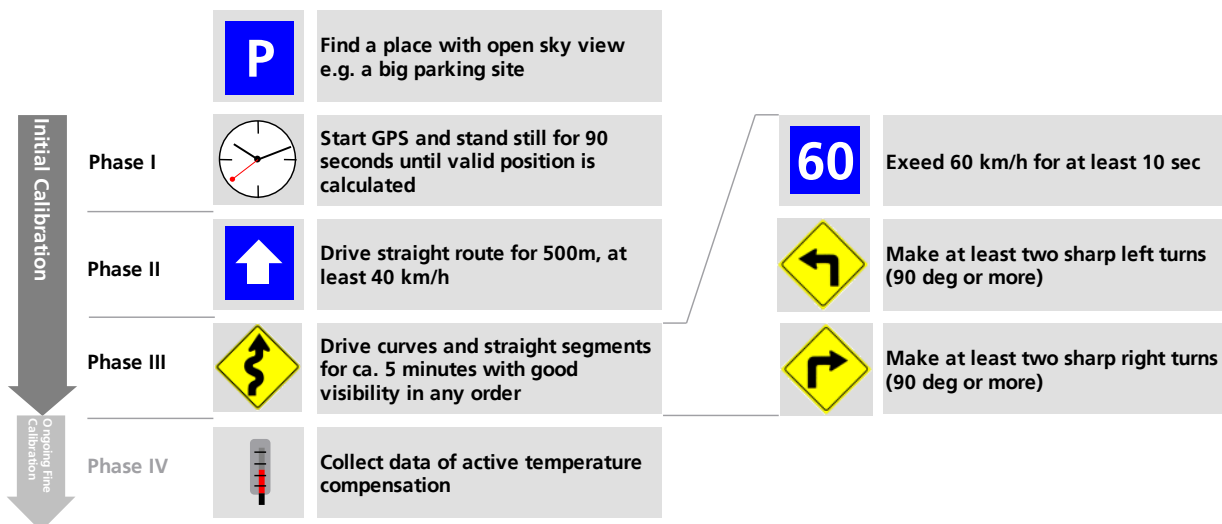 P
Find a place with open sky view
e.g. a big parking site
Initial Calibration
Phase I
Start GPS and stand still for 90
seconds until valid position is
calculated
Phase II
Drive straight route for 500m, at
least 40 km/h
Phase III
Drive curves and straight segments
for ca. 5 minutes with good
visibility in any order
60
Exeed 60 km/h for at least 10 sec
Make at least two sharp left turns
(90 deg or more)
Make at least two sharp right turns
(90 deg or more)
Ongoing Fine
Calibration
Phase IV
Collect data of active temperature
compensation